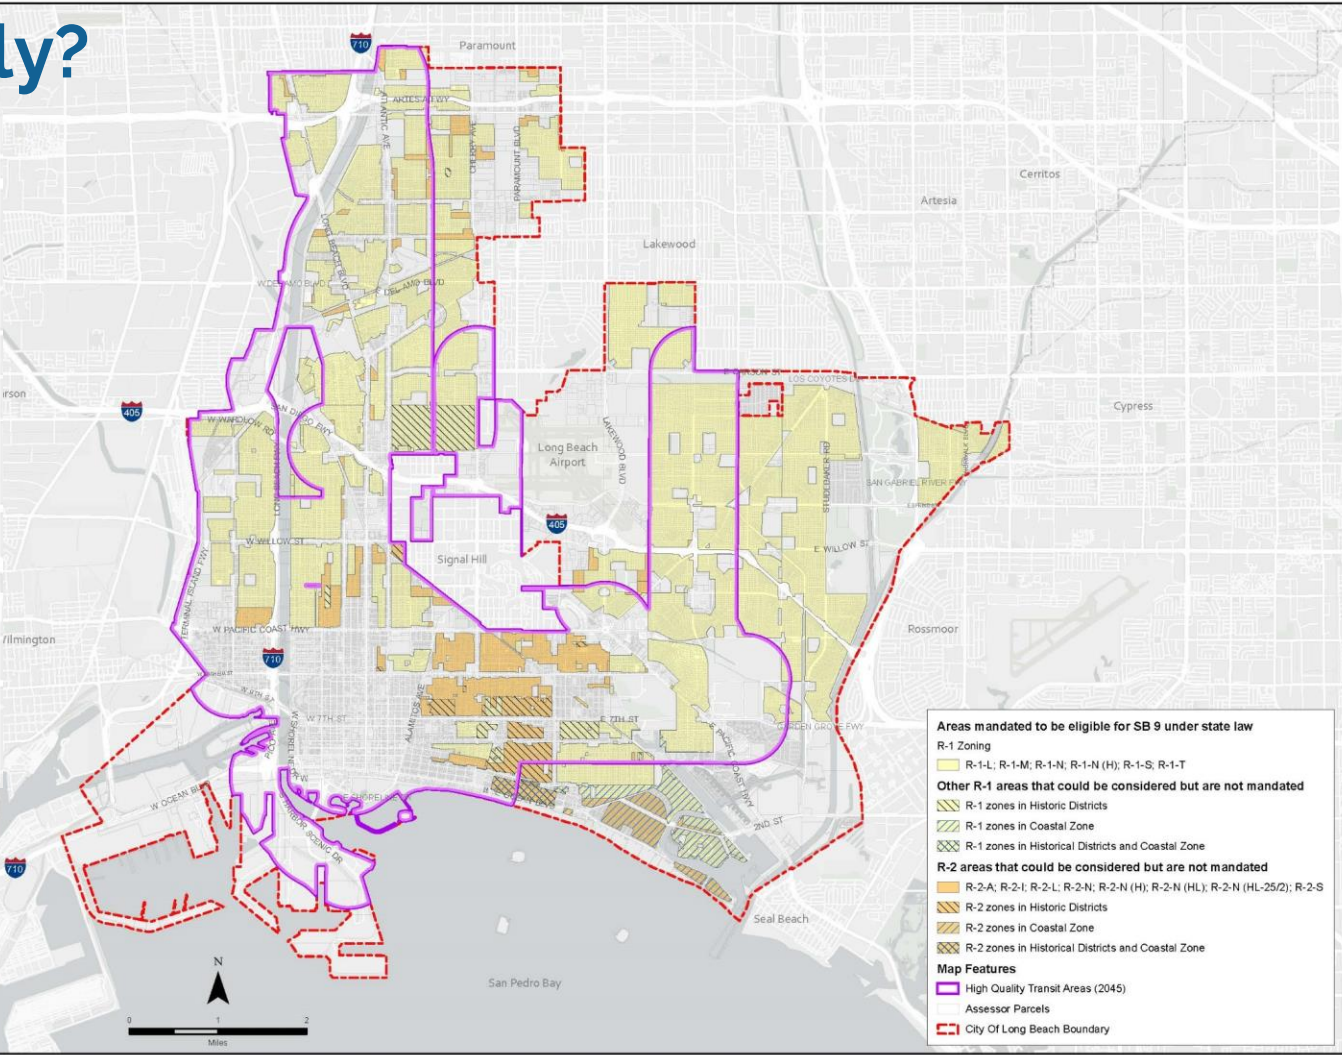 ly?
710
Paramount
ARTESIA FWY
ATLANTIC AVE
CHERRY AVE
PARAMOUNT BLVD
Cerritos
Artesia
Lakewood
LONG BEACH BLVD
W DEL AMO BLVD
E DEL AMO BLVD
E CARSON ST
LOS COYOTES
405
SAN DIEGO FWY
W WARDLOW RD
Cypress
LAKEWOOD BLVD
Long Beach
Airport
STUDEBAKER RD
SAN GABRIEL RIVER FWY
405
W WILLOW ST
E WILLOW ST
Signal Hill
TERMINAL ISLAND FWY
W PACIFIC COAST HWY
Rossmoor
710
ALAMITOS AVE
W 7TH ST
E 7TH ST
E PACIFIC COAST HWY
GARDEN GROVE FWY
W OCEAN BLVD
HARBOR SCENIC DR
2ND ST
710
Seal Beach
San Pedro Bay
N
0 1 2
Miles
Areas mandated to be eligible for SB 9 under state law
R-1 Zoning
R-1-L; R-1-M; R-1-N; R-1-N (H); R-1-S; R-1-T
Other R-1 areas that could be considered but are not mandated
R-1 zones in Historic Districts
R-1 zones in Coastal Zone
R-1 zones in Historical Districts and Coastal Zone
R-2 areas that could be considered but are not mandated
R-2-A; R-2-I; R-2-L; R-2-N; R-2-N (H); R-2-N (HL); R-2-N (HL-25/2); R-2-S
R-2 zones in Historic Districts
R-2 zones in Coastal Zone
R-2 zones in Historical Districts and Coastal Zone
Map Features
High Quality Transit Areas (2045)
Assessor Parcels
City Of Long Beach Boundary